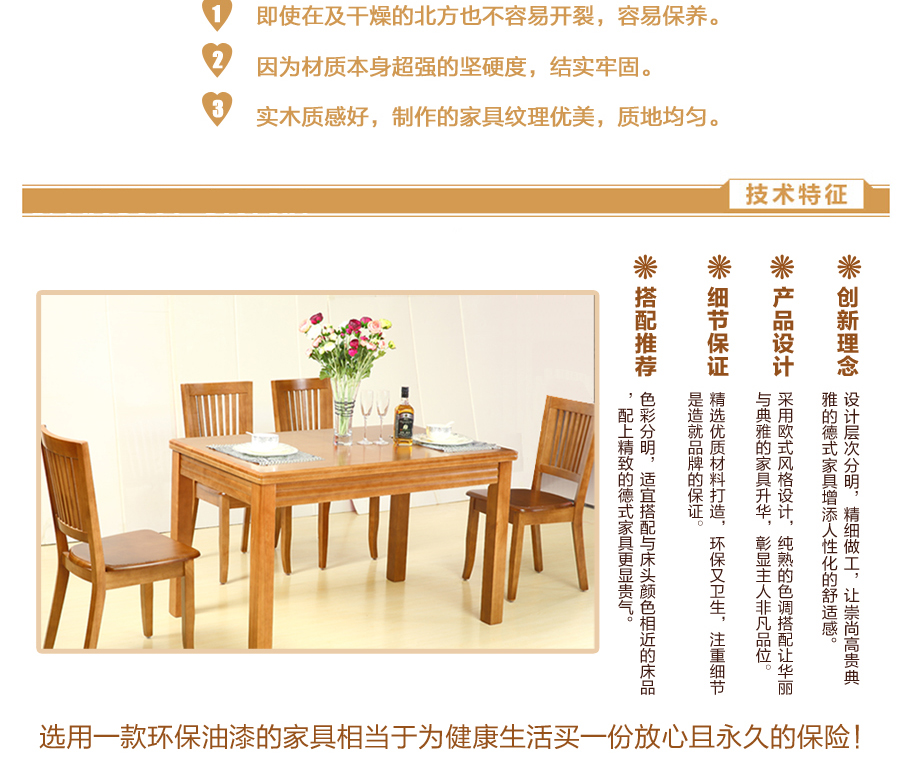 1 即使在及干燥的北方也不容易开裂，容易保养。
2 因为材质本身超强的坚硬度，结实牢固。
3 实木质感好，制作的家具纹理优美，质地均匀。
技术特征
创新理念
设计层次分明，精细做工，让崇尚高贵典
雅的德式家具增添人性化的舒适感。
产品设计
采用欧式风格设计，纯熟的色调搭配让华丽
与典雅的家具升华，彰显主人非凡品位。
细节保证
精选优质材料打造，环保又卫生，注重细节
是造就品牌的保证。
搭配推荐
色彩分明，适宜搭配与床头颜色相近的床品
，配上精致的德式家具更显贵气。
选用一款环保油漆的家具相当于为健康生活买一份放心且永久的保险！